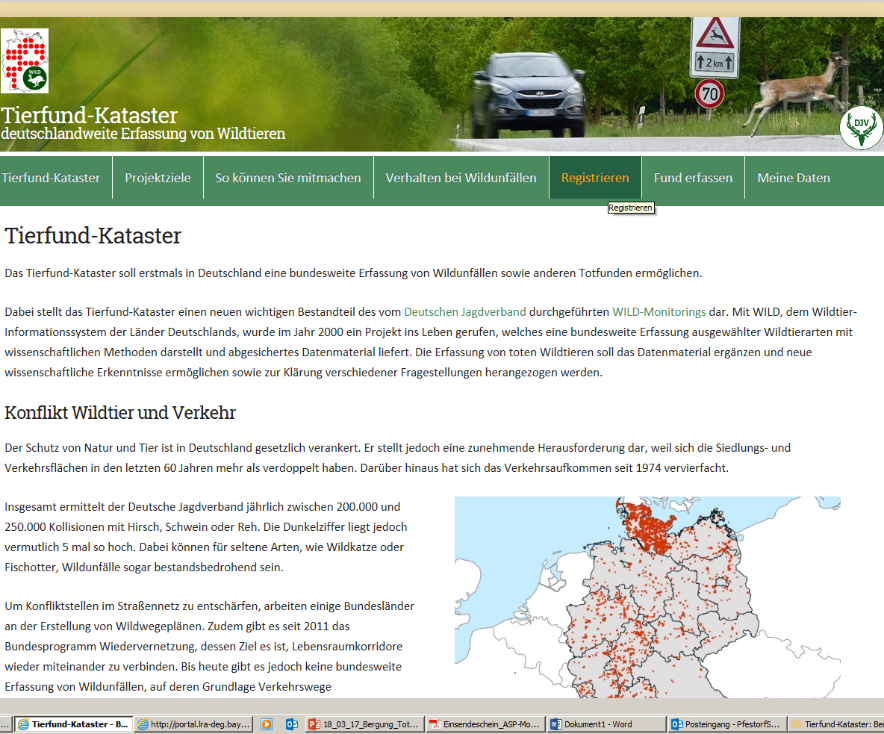 WILD
2 km
70
DJV
Tierfund-Kataster
deutschlandweite Erfassung von Wildtieren
Tierfund-Kataster
Projektziele
So können Sie mitmachen
Verhalten bei Wildunfällen
Registrieren
Fund erfassen
Meine Daten
Registrieren
Tierfund-Kataster
Das Tierfund-Kataster soll erstmals in Deutschland eine bundesweite Erfassung von Wildunfällen sowie anderen Totfunden ermöglichen.
Dabei stellt das Tierfund-Kataster einen neuen wichtigen Bestandteil des vom Deutschen Jagdverband durchgeführten WILD-Monitorings dar. Mit WILD, dem Wildtier-
Informationssystem der Länder Deutschlands, wurde im Jahr 2000 ein Projekt ins Leben gerufen, welches eine bundesweite Erfassung ausgewählter Wildtierarten mit
wissenschaftlichen Methoden darstellt und abgesichertes Datenmaterial liefert. Die Erfassung von toten Wildtieren soll das Datenmaterial ergänzen und neue
wissenschaftliche Erkenntnisse ermöglichen sowie zur Klärung verschiedener Fragestellungen herangezogen werden.
Konflikt Wildtier und Verkehr
Der Schutz von Natur und Tier ist in Deutschland gesetzlich verankert. Er stellt jedoch eine zunehmende Herausforderung dar, weil sich die Siedlungs- und
Verkehrsflächen in den letzten 60 Jahren mehr als verdoppelt haben. Darüber hinaus hat sich das Verkehrsaufkommen seit 1974 vervierfacht.
Insgesamt ermittelt der Deutsche Jagdverband jährlich zwischen 200.000 und
250.000 Kollisionen mit Hirsch, Schwein oder Reh. Die Dunkelziffer liegt jedoch
vermutlich 5 mal so hoch. Dabei können für seltene Arten, wie Wildkatze oder
Fischotter, Wildunfälle sogar bestandsbedrohend sein.
Um Konfliktstellen im Straßennetz zu entschärfen, arbeiten einige Bundesländer
an der Erstellung von Wildwegeplänen. Zudem gibt es seit 2011 das
Bundesprogramm Wiedervernetzung, dessen Ziel es ist, Lebensraumkorridore
wieder miteinander zu verbinden. Bis heute gibt es jedoch keine bundesweite
Erfassung von Wildunfällen, auf deren Grundlage Verkehrswege
...
Tierfund-Kataster - B...
http://portal.lra-deg.bay...
18_03_17_Bergung_Tot...
Einsendeschein_ASP-Mo...
Dokument1 - Word
Posteingang - PfestorfS...
Tierfund-Kataster: Be